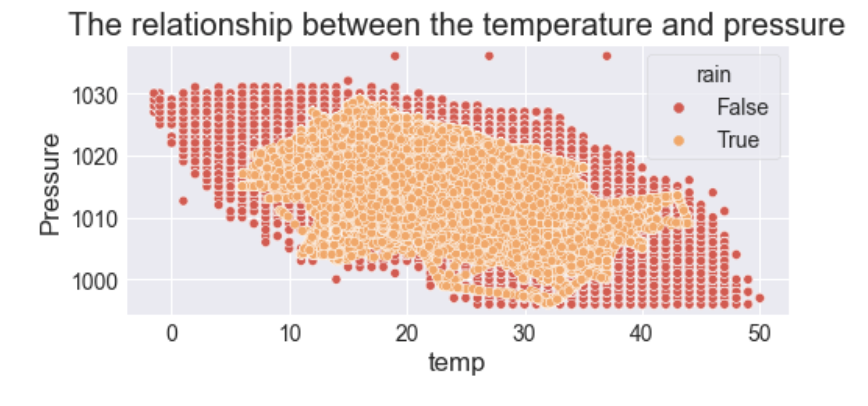 The relationship between the temperature and pressure
rain
False
True
Pressure
1030
1020
1010
1000
0 10 20 30 40 50
temp